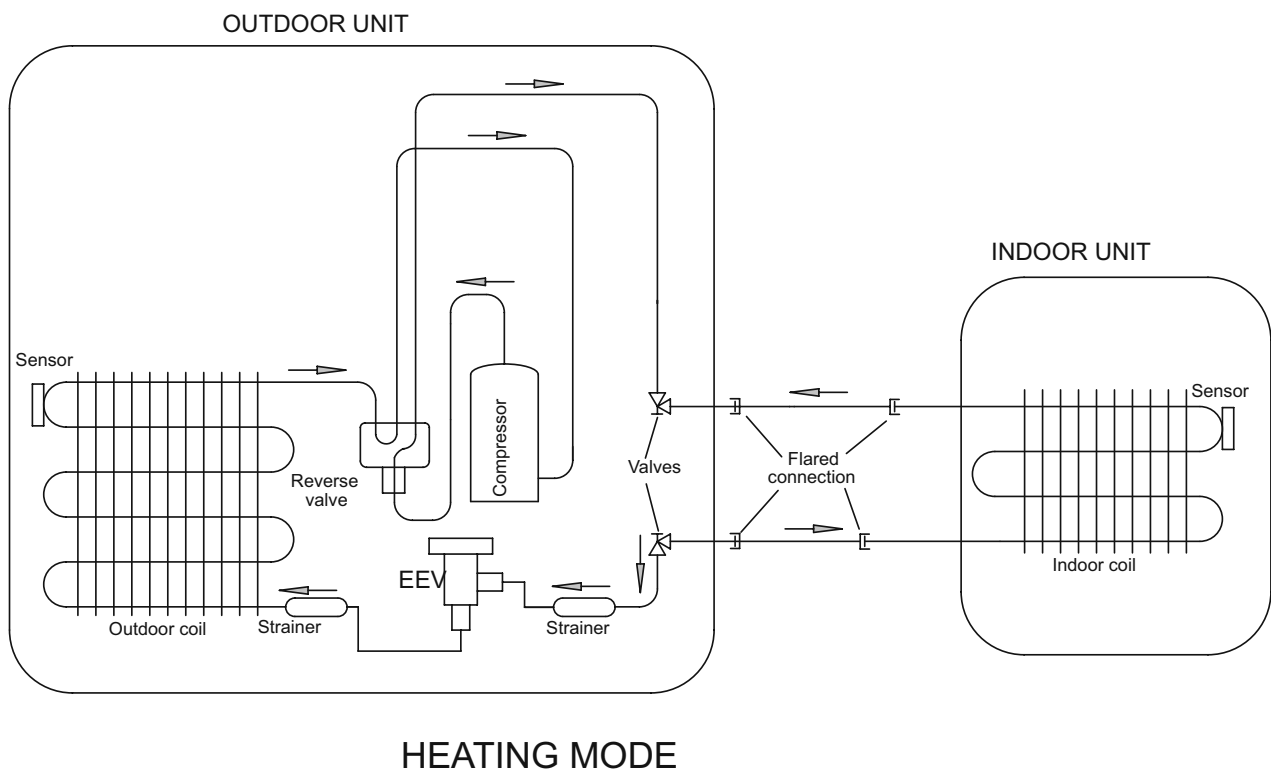 OUTDOOR UNIT
INDOOR UNIT
Sensor
Sensor
Compressor
Reverse
valve
Valves
Flared
connection
EEV
Indoor coil
Outdoor coil
Strainer
Strainer
HEATING MODE